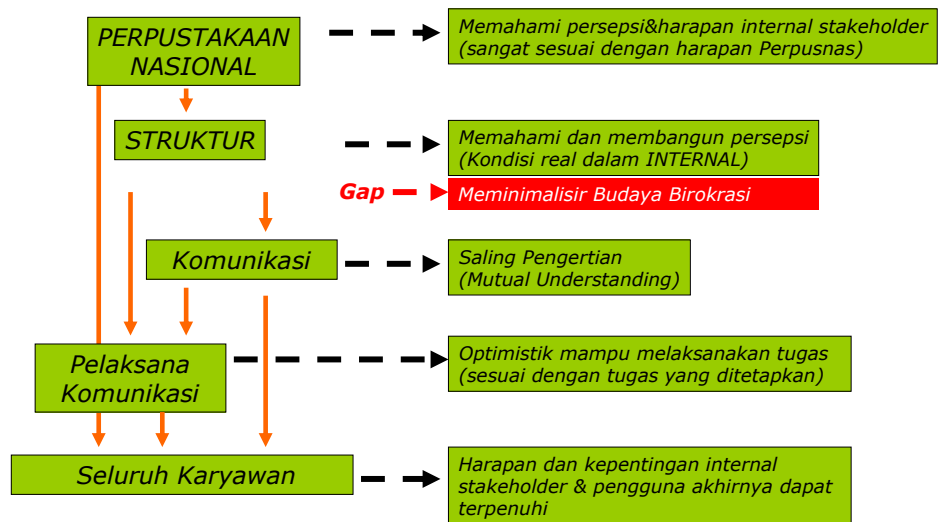 PERPUSTAKAAN
NASIONAL
Memahami persepsi&harapan internal stakeholder
(sangat sesuai dengan harapan Perpusnas)
STRUKTUR
Memahami dan membangun persepsi
(Kondisi real dalam INTERNAL)
Gap
Meminimalisir Budaya Birokrasi
Komunikasi
Saling Pengertian
(Mutual Understanding)
Pelaksana
Komunikasi
Optimistik mampu melaksanakan tugas
(sesuai dengan tugas yang ditetapkan)
Seluruh Karyawan
Harapan dan kepentingan internal
stakeholder & pengguna akhirnya dapat
terpenuhi